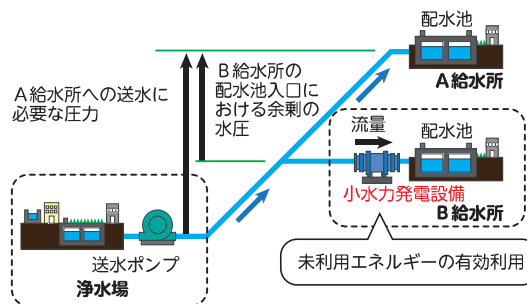 配水池
A給水所
A給水所への送水に
必要な圧力
B給水所の
配水池入口に
おける余剰の
水圧
流量
配水池
小水力発電設備
B給水所
送水ポンプ
浄水場
未利用エネルギーの有効利用